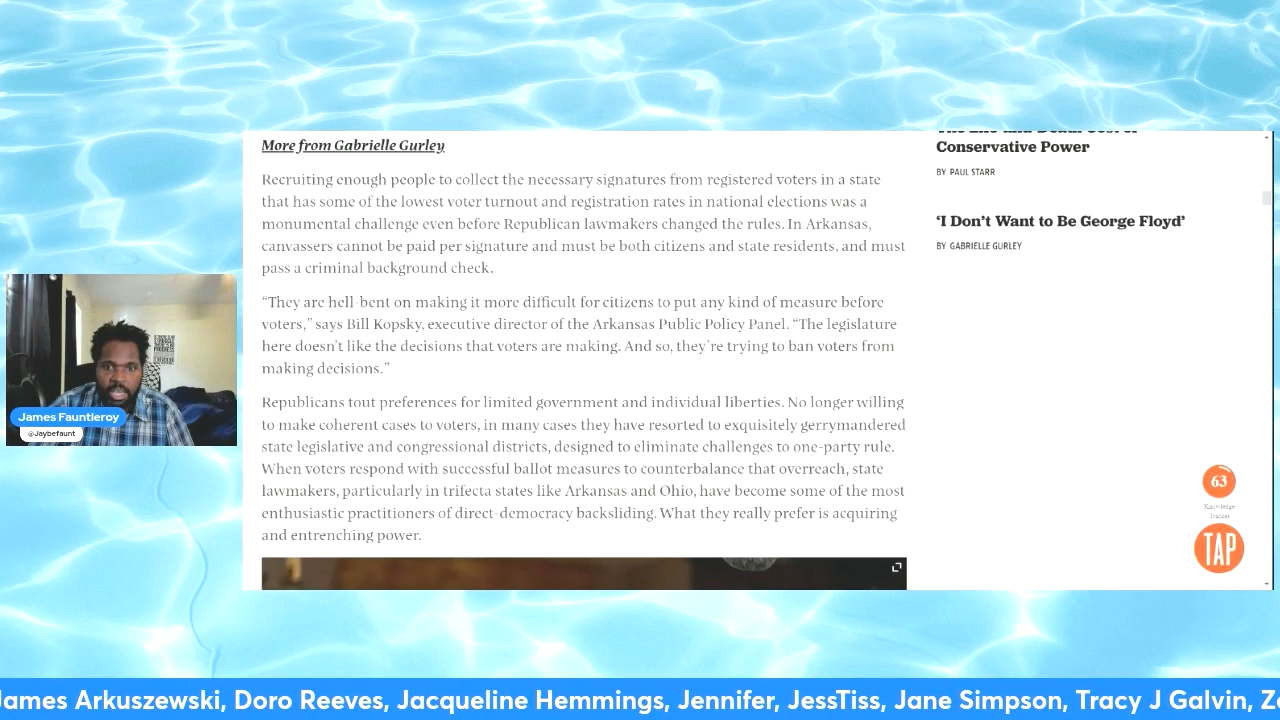 More from Gabrielle Gurley
Recruiting enough people to collect the necessary signatures from registered voters in a state
that has some of the lowest voter turnout and registration rates in national elections was a
monumental challenge even before Republican lawmakers changed the rules. In Arkansas,
canvassers cannot be paid per signature and must be both citizens and state residents, and must
pass a criminal background check.
“They are hell-bent on making it more difficult for citizens to put any kind of measure before
voters,” says Bill Kopsky, executive director of the Arkansas Public Policy Panel. “The legislature
here doesn’t like the decisions that voters are making. And so, they’re trying to ban voters from
making decisions.”
Republicans tout preferences for limited government and individual liberties. No longer willing
to make coherent cases to voters, in many cases they have resorted to extensively gerrymandered
state legislative and congressional districts, designed to eliminate challenges to one-party rule.
When voters respond with successful ballot measures to counterbalance that overreach, state
lawmakers, particularly in trifecta states like Arkansas and Ohio, have become some of the most
enthusiastic practitioners of direct-democracy backsliding. What they really prefer is acquiring
and entrenching power.
The Life and Death Cost of
Conservative Power
BY PAUL STARR
‘I Don’t Want to Be George Floyd’
BY GABRIELLE GURLEY
63
Knowledge
Tracker
TAP
James Fauntleroy
@Jaybefaunt
James Arkuszewski, Doro Reeves, Jacqueline Hemmings, Jennifer, JessTiss, Jane Simpson, Tracy J Galvin,